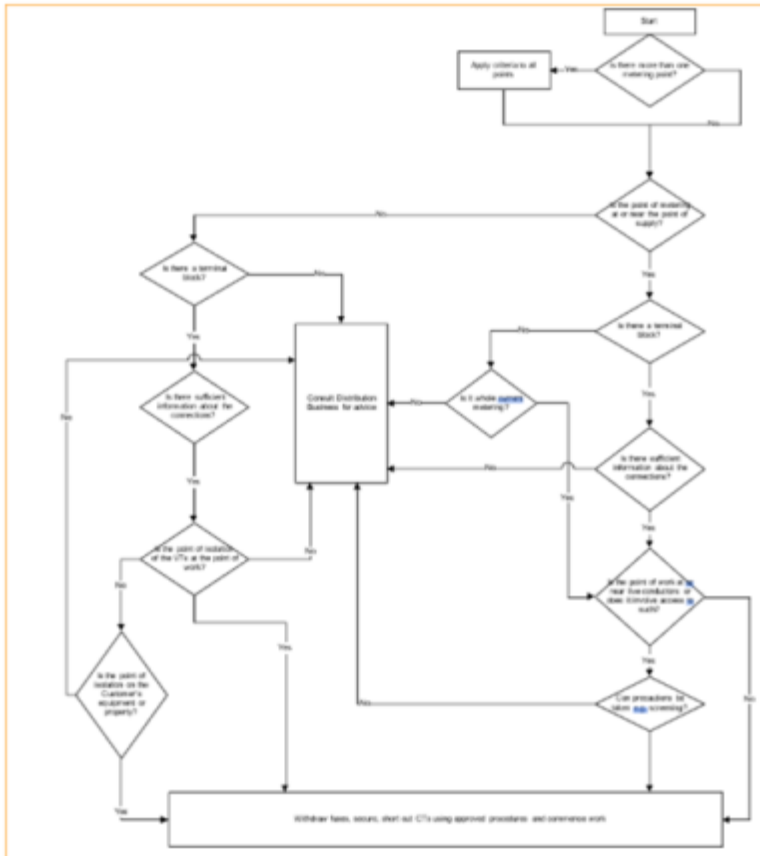 Start
Is there more than one
metering point?
Yes
Apply criteria to all
points
No
Is the point of metering
at or near the point of
supply?
No
Yes
Is there a terminal
block?
No
Yes
Is there a terminal
block?
No
Yes
Is it whole current
metering?
No
Yes
Consult Distribution
Business for advice
Is there sufficient
information about the
connections?
Yes
No
Is there sufficient
information about the
connections?
No
Yes
Is the point of isolation
of the VTs at the point of
work?
No
No
Yes
Is the point of work at or
near live conductors or
does it involve access to
such?
Yes
No
Is the point of
isolation on the
Customer's
equipment or
property?
Yes
Can precautions be
taken screening?
No
Withdraw fuses, secure, short out CTs using approved procedures and commence work